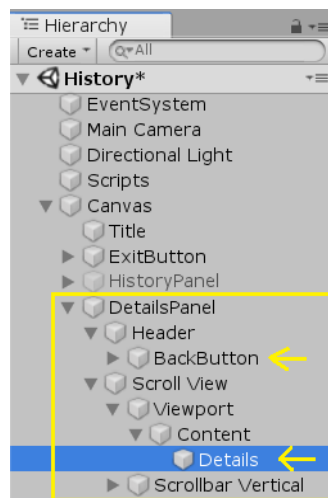 Hierarchy
Create All
History*
EventSystem
Main Camera
Directional Light
Scripts
Canvas
Title
ExitButton
HistoryPanel
DetailsPanel
Header
BackButton
Scroll View
Viewport
Content
Details
Scrollbar Vertical